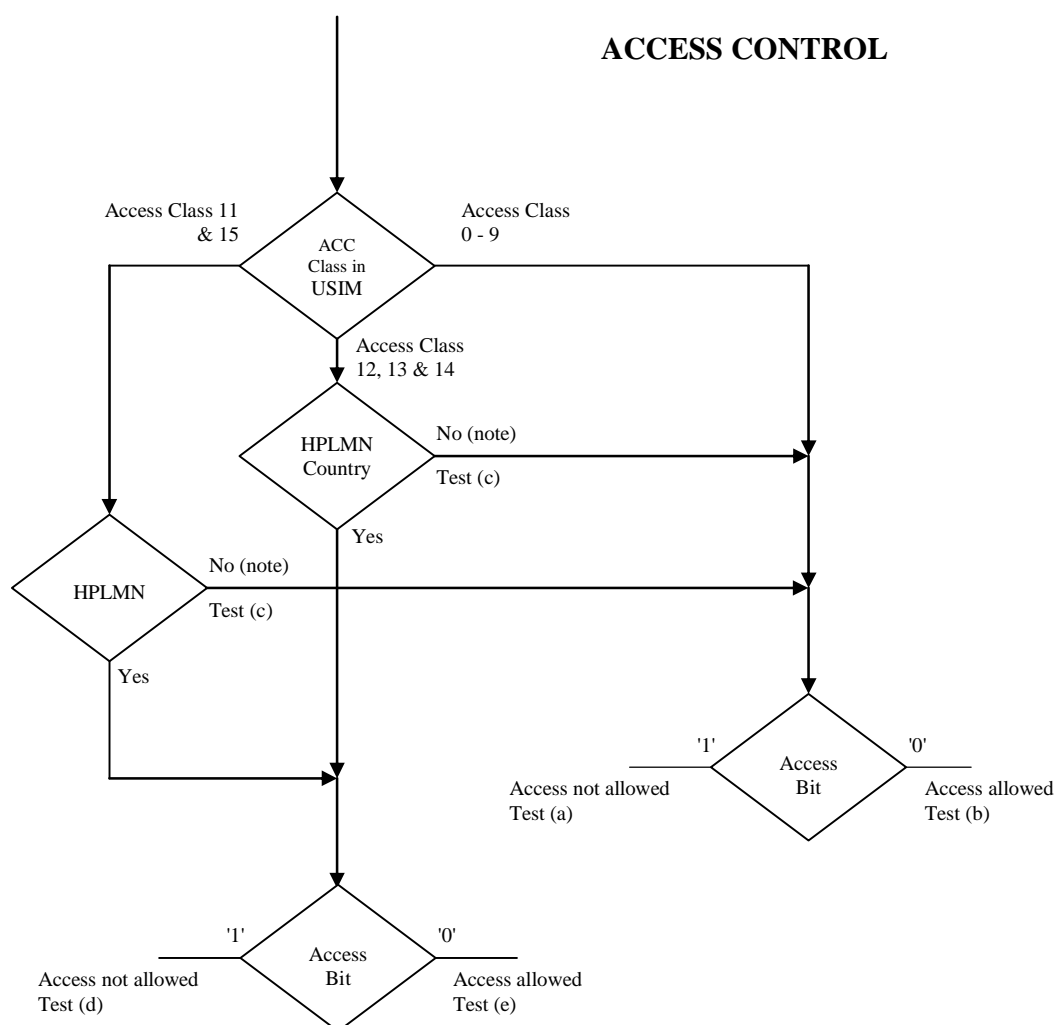 ACCESS CONTROL
Access Class 11
& 15
Access Class
0 - 9
ACC
Class in
USIM
Access Class
12, 13 & 14
HPLMN
Country
No (note)
Test (c)
Yes
HPLMN
No (note)
Test (c)
Yes
'1'
Access
Bit
'0'
Access not allowed
Test (a)
Access allowed
Test (b)
'1'
Access
Bit
'0'
Access not allowed
Test (d)
Access allowed
Test (e)